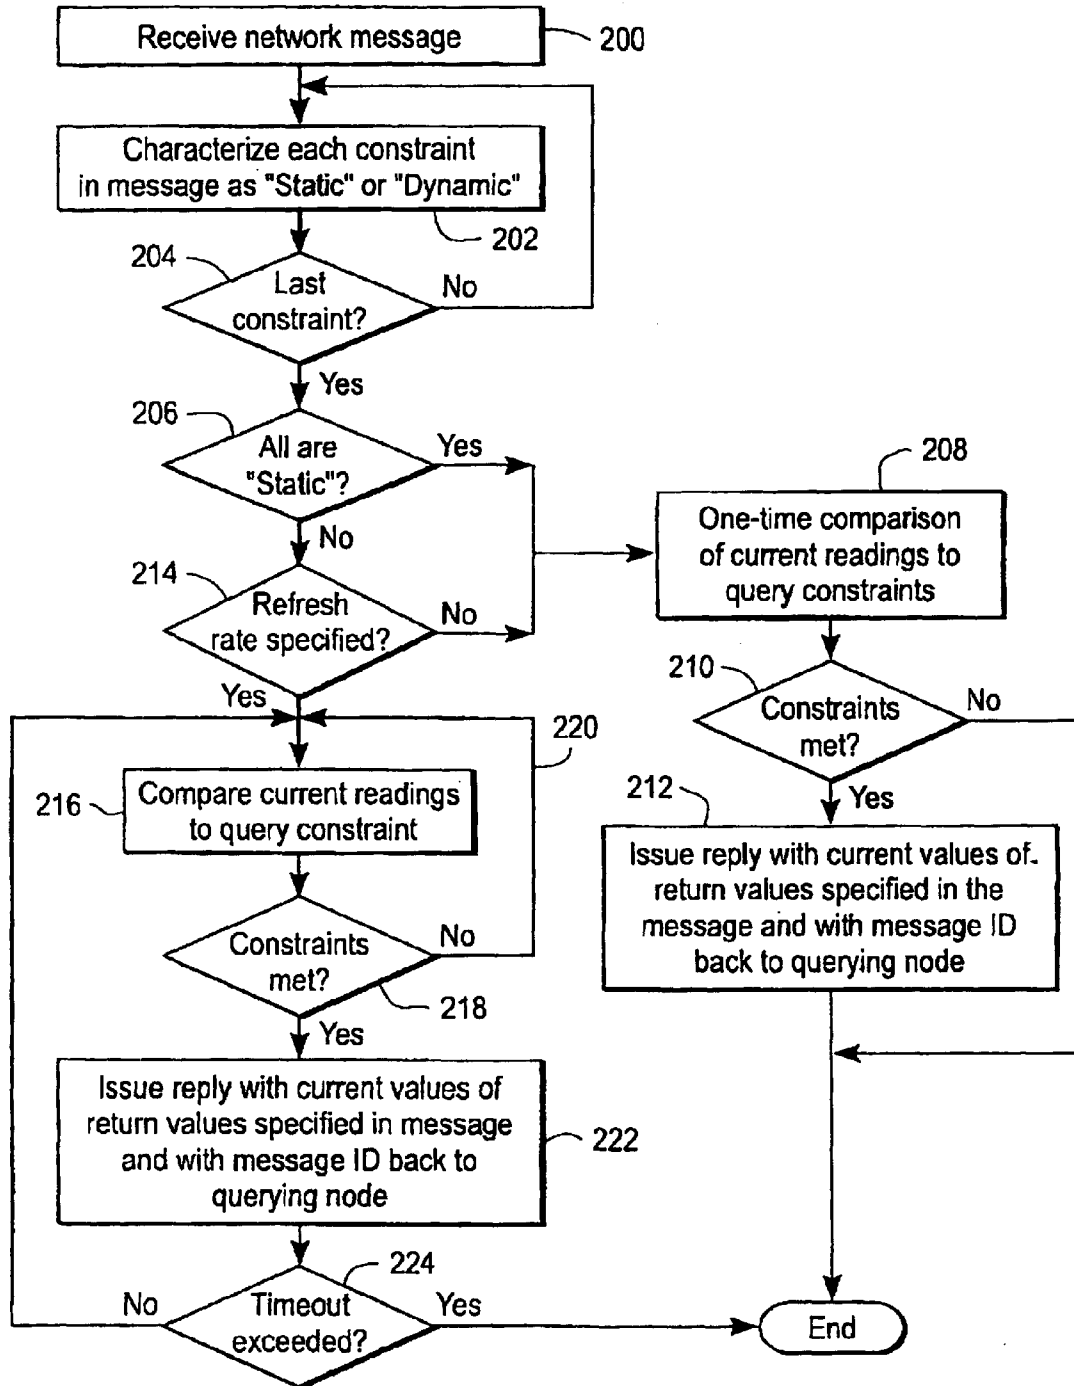 Receive network message
200
Characterize each constraint
in message as "Static" or "Dynamic"
202
204
Last
constraint?
No
Yes
206
All are
"Static"?
Yes
No
214
Refresh
rate specified?
No
Yes
208
One-time comparison
of current readings to
query constraints
210
Constraints
met?
No
Yes
212
Issue reply with current values of
return values specified in the
message and with message ID
back to querying node
220
216
Compare current readings
to query constraint
Constraints
met?
No
218
Yes
Issue reply with current values of
return values specified in message
and with message ID back to
querying node
222
224
Timeout
exceeded?
No
Yes
End